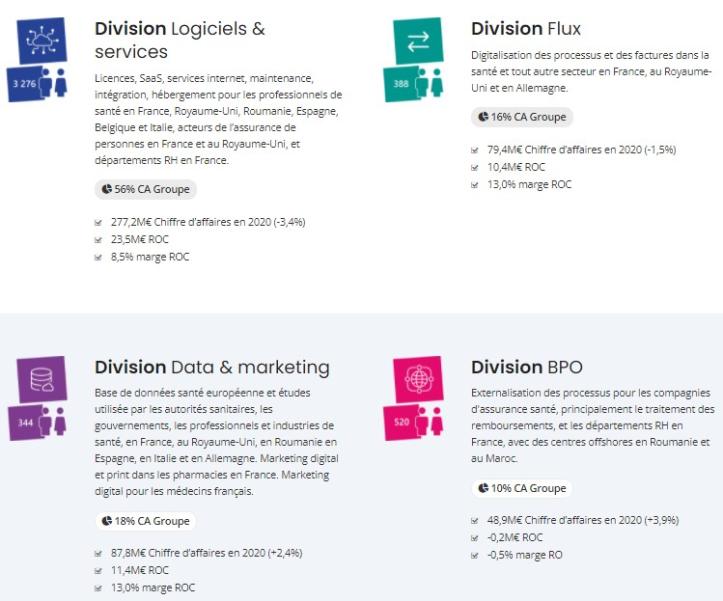 Division Logiciels &
services
3 276
Licences, SaaS, services internet, maintenance,
intégration, hébergement pour les professionnels de
santé en France, Royaume-Uni, Roumanie, Espagne,
Belgique et Italie, acteurs de l'assurance de
personnes en France et au Royaume-Uni, et
départements RH en France.
56% CA Groupe
277,2M€ Chiffre d'affaires en 2020 (-3,4%)
23,5M€ ROC
8,5% marge ROC
Division Flux
388
Digitalisation des processus et des factures dans la
santé et tout autre secteur en France, au Royaume-
Uni et en Allemagne.
16% CA Groupe
79,4M€ Chiffre d'affaires en 2020 (-1,5%)
10,4M€ ROC
13,0% marge ROC
Division Data & marketing
344
Base de données santé européenne et études
utilisée par les autorités sanitaires, les
gouvernements, les professionnels et industries de
santé, en France, au Royaume-Uni, en Roumanie en
Espagne, en Italie et en Allemagne. Marketing digital
et print dans les pharmacies en France. Marketing
digital pour les médecins français.
18% CA Groupe
87,8M€ Chiffre d'affaires en 2020 (+2,4%)
11,4M€ ROC
13,0% marge ROC
Division BPO
520
Externalisation des processus pour les compagnies
d'assurance santé, principalement le traitement des
remboursements, et les départements RH en
France, avec des centres offshores en Roumanie et
au Maroc.
10% CA Groupe
48,9M€ Chiffre d'affaires en 2020 (+3,9%)
-0,2M€ ROC
-0,5% marge RO